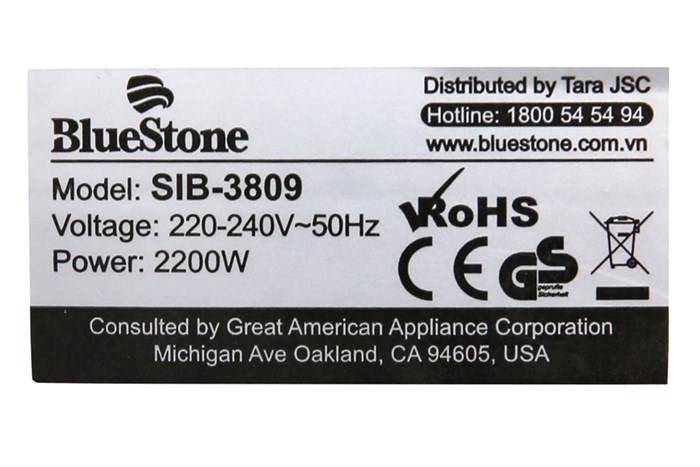 BlueStone
Distributed by Tara JSC
Hotline: 1800 54 54 94
www.bluestone.com.vn
Model: SIB-3809
Voltage: 220-240V~50Hz
Power: 2200W
RoHS
CE
GS
geprüfte
Sicherheit
Consulted by Great American Appliance Corporation
Michigan Ave Oakland, CA 94605, USA